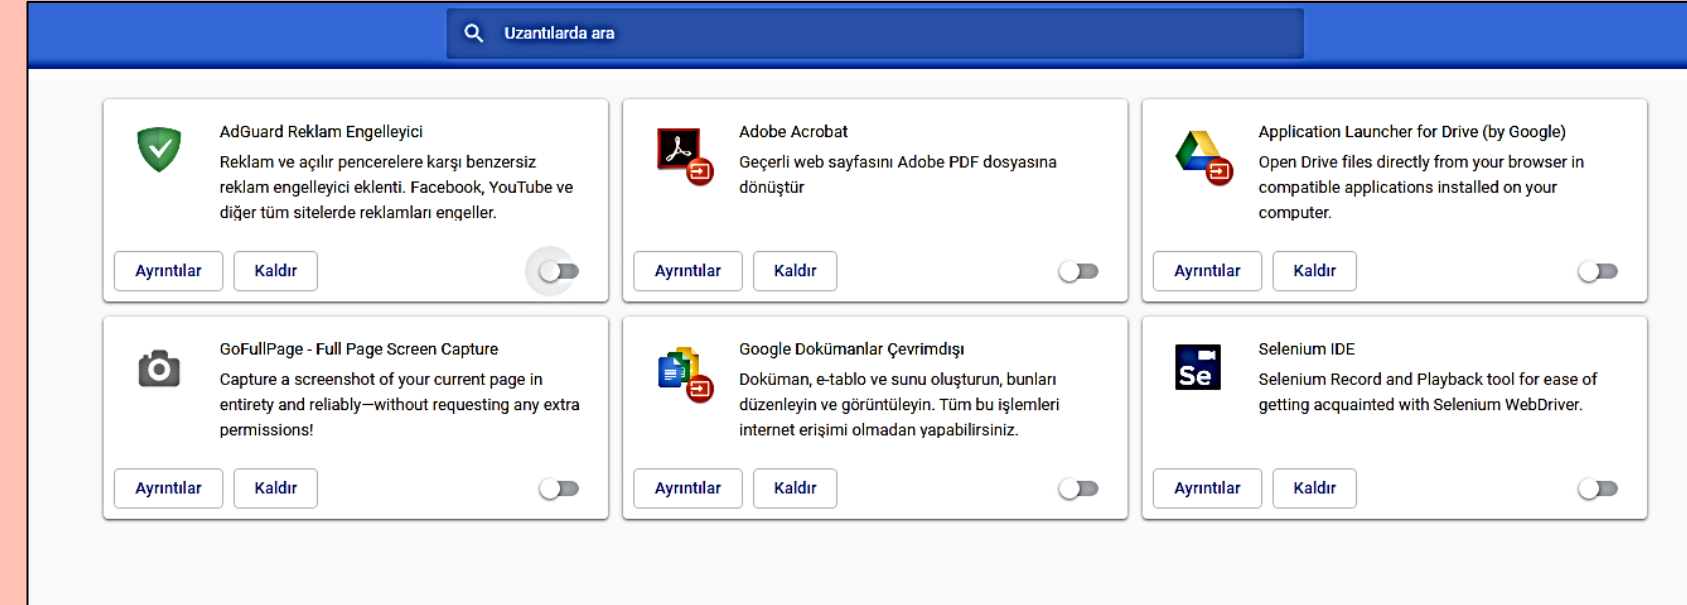 Uzantılarda ara
AdGuard Reklam Engelleyici
Reklam ve açılır pencerelere karşı benzersiz
reklam engelleyici eklenti. Facebook, YouTube ve
diğer tüm sitelerde reklamları engeller.
Ayrıntılar
Kaldır
Adobe Acrobat
Geçerli web sayfasını Adobe PDF dosyasına
dönüştür
Ayrıntılar
Kaldır
Application Launcher for Drive (by Google)
Open Drive files directly from your browser in
compatible applications installed on your
computer.
Ayrıntılar
Kaldır
GoFullPage - Full Page Screen Capture
Capture a screenshot of your current page in
entirety and reliably—without requesting any extra
permissions!
Ayrıntılar
Kaldır
Google Dokümanlar Çevrimdışı
Doküman, e-tablo ve sunu oluşturun, bunları
düzenleyin ve görüntüleyin. Tüm bu işlemleri
internet erişimi olmadan yapabilirsiniz.
Ayrıntılar
Kaldır
Se
Selenium IDE
Selenium Record and Playback tool for ease of
getting acquainted with Selenium WebDriver.
Ayrıntılar
Kaldır